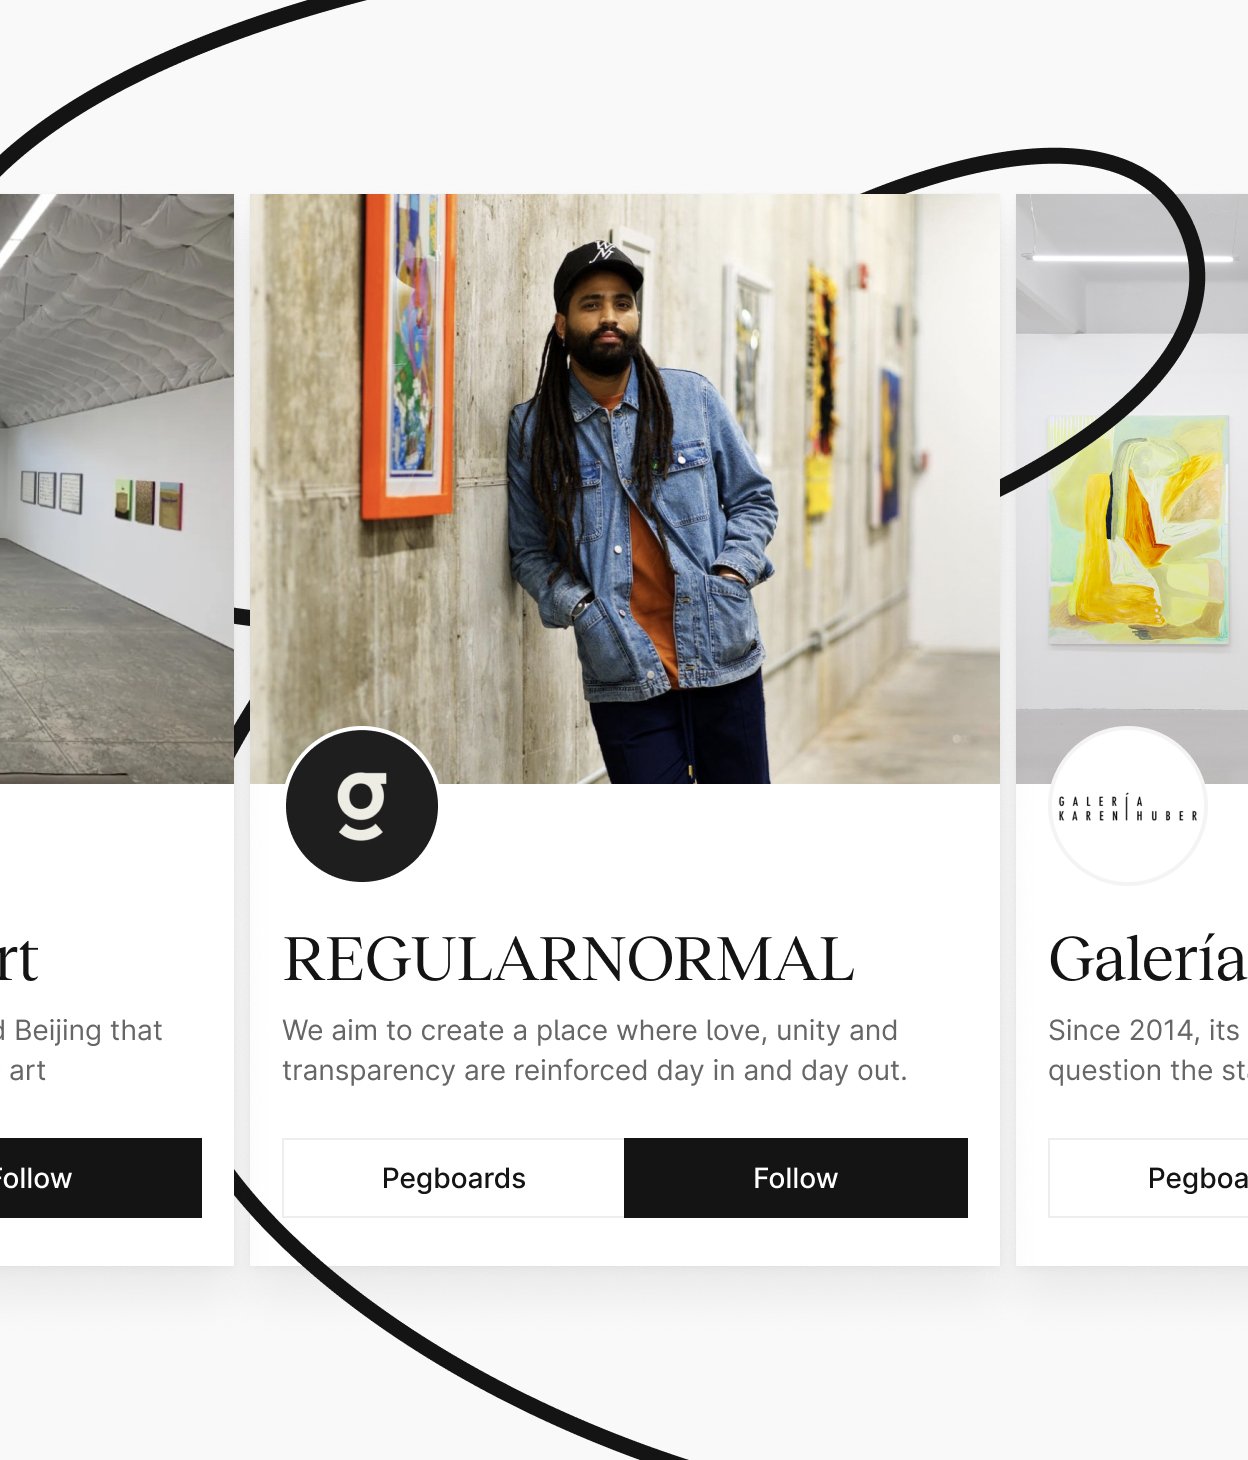 rt
d Beijing that
art
Follow
g
REGULARNORMAL
We aim to create a place where love, unity and
transparency are reinforced day in and day out.
Pegboards
Follow
GALERÍA
KAREN HUBER
Galería
Since 2014, its
question the sta
Pegboa